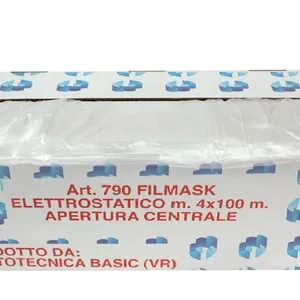 Art. 790 FILMASK
ELETTROSTATICO m. 4x100 m.
APERTURA CENTRALE
DOTTO DA:
TOTECNICA BASIC (VR)